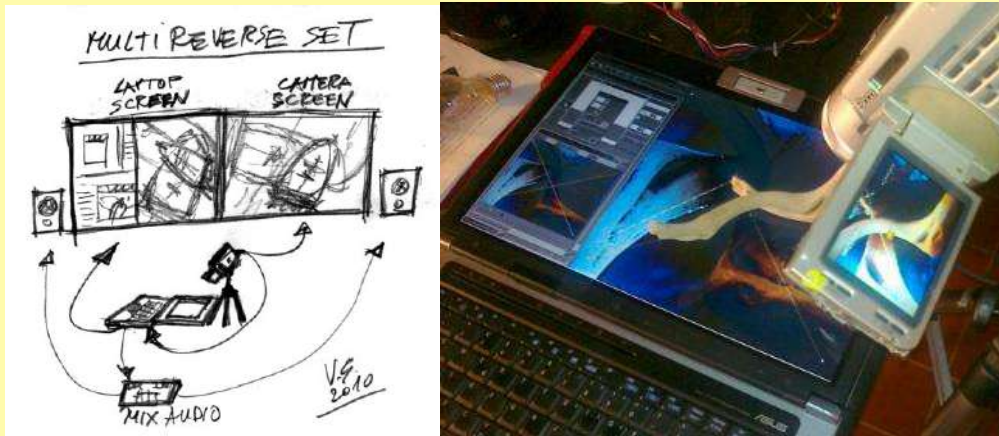 MULTIREVERSE SET
LAPTOP
SCREEN
CAMERA
SCREEN
MIX AUDIO
V.G.
2010
ASUS